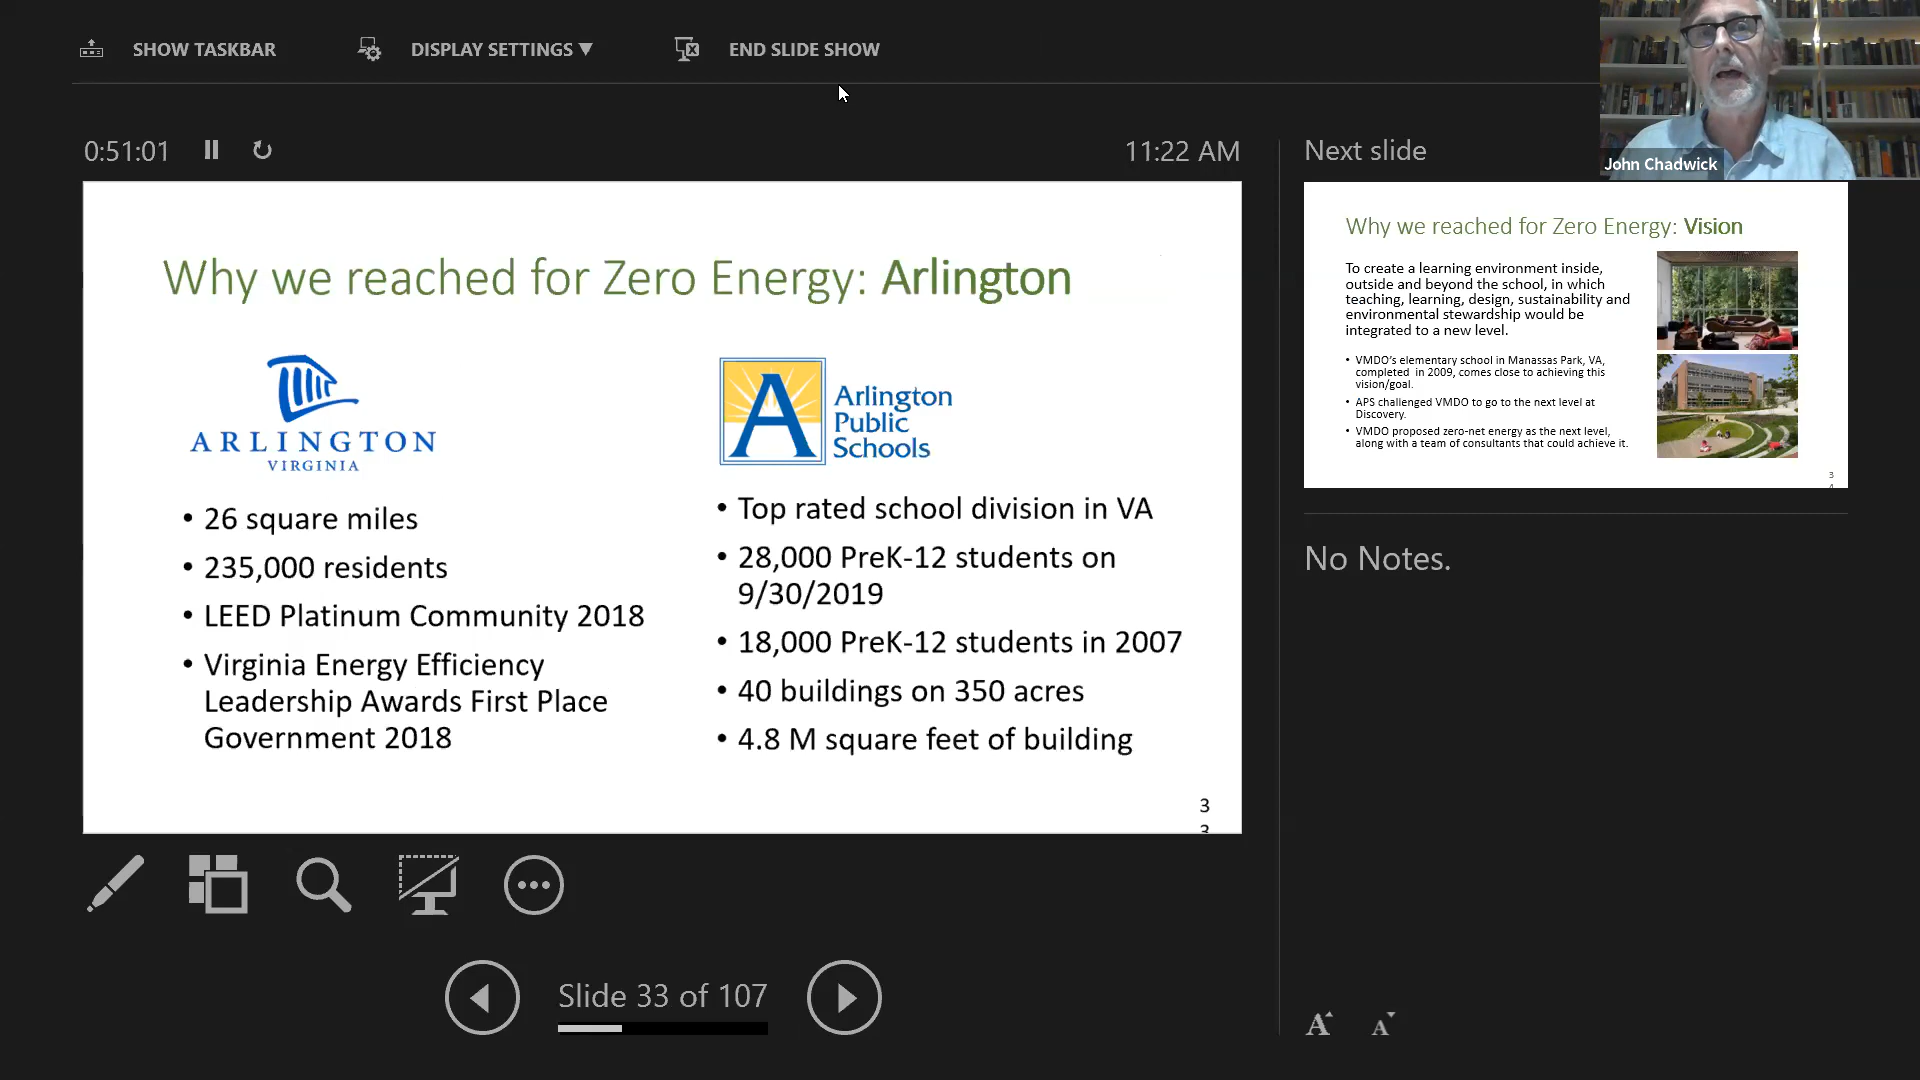 SHOW TASKBAR
DISPLAY SETTINGS ▼
END SLIDE SHOW
0:51:01
11:22 AM
Next slide
John Chadwick
Why we reached for Zero Energy: Arlington
ARLINGTON
VIRGINIA
• 26 square miles
• 235,000 residents
• LEED Platinum Community 2018
• Virginia Energy Efficiency
Leadership Awards First Place
Government 2018
A
Arlington
Public
Schools
• Top rated school division in VA
• 28,000 PreK-12 students on
9/30/2019
• 18,000 PreK-12 students in 2007
• 40 buildings on 350 acres
• 4.8 M square feet of building
3
3
Why we reached for Zero Energy: Vision
To create a learning environment inside,
outside and beyond the school, in which
teaching, learning, design, sustainability and
environmental stewardship would be
integrated to a new level.
• VMDO's elementary school in Manassas Park, VA,
completed in 2009, comes close to achieving this
vision/goal.
• APS challenged VMDO to go to the next level at
Discovery.
• VMDO proposed zero-net energy as the next level,
along with a team of consultants that could achieve it.
3
4
No Notes.
Slide 33 of 107
A A